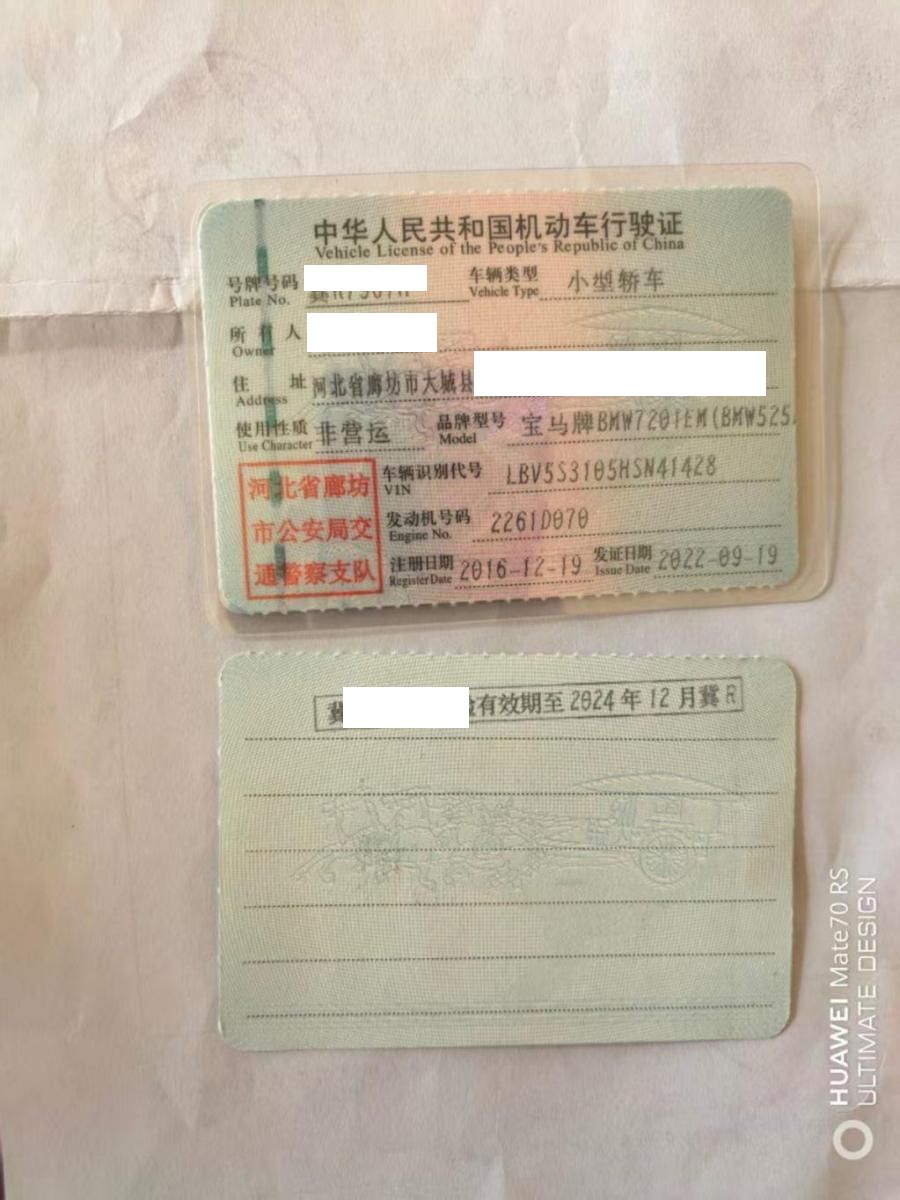 中华人民共和国机动车行驶证
Vehicle License of the People's Republic of China
号牌号码
Plate No.
车辆类型 小型轿车
Vehicle Type
所有人
Owner
住址 河北省廊坊市大城县
Address
使用性质 非营运
Use Character
品牌型号 宝马牌BMW7201EM(BMW525
Model
河北省廊坊
市公安局交
通警察支队
车辆识别代号 LBV5S3105HSN41428
VIN
发动机号码 2261D070
Engine No.
注册日期 2016-12-19
Register Date
发证日期 2022-09-19
Issue Date
冀 有效期至2024年12月冀R
HUAWEI Mate70 RS
ULTIMATE DESIGN